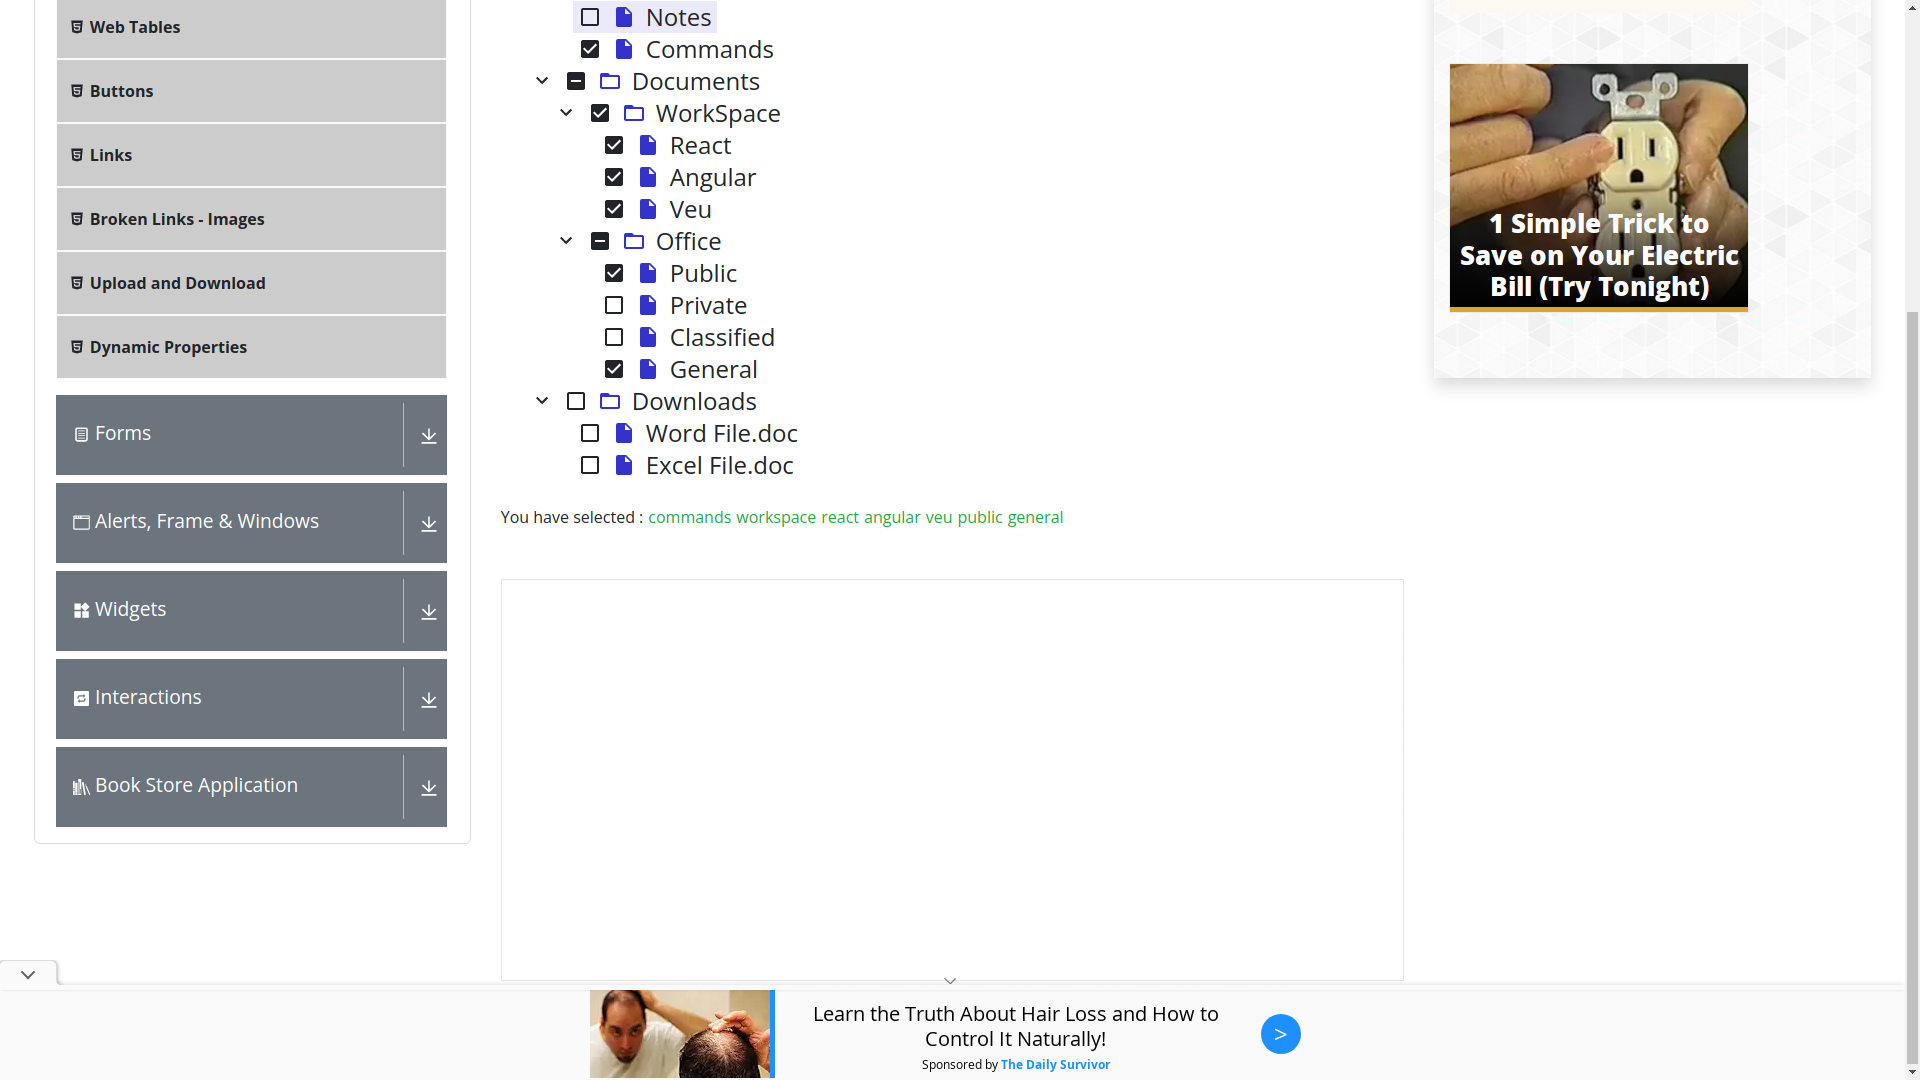 Web Tables
Buttons
Links
Broken Links - Images
Upload and Download
Dynamic Properties
Forms
Alerts, Frame & Windows
Widgets
Interactions
Book Store Application
Notes
Commands
Documents
WorkSpace
React
Angular
Veu
Office
Public
Private
Classified
General
Downloads
Word File.doc
Excel File.doc
You have selected : commands workspace react angular veu public general
1 Simple Trick to
Save on Your Electric
Bill (Try Tonight)
Learn the Truth About Hair Loss and How to
Control It Naturally!
Sponsored by The Daily Survivor
>